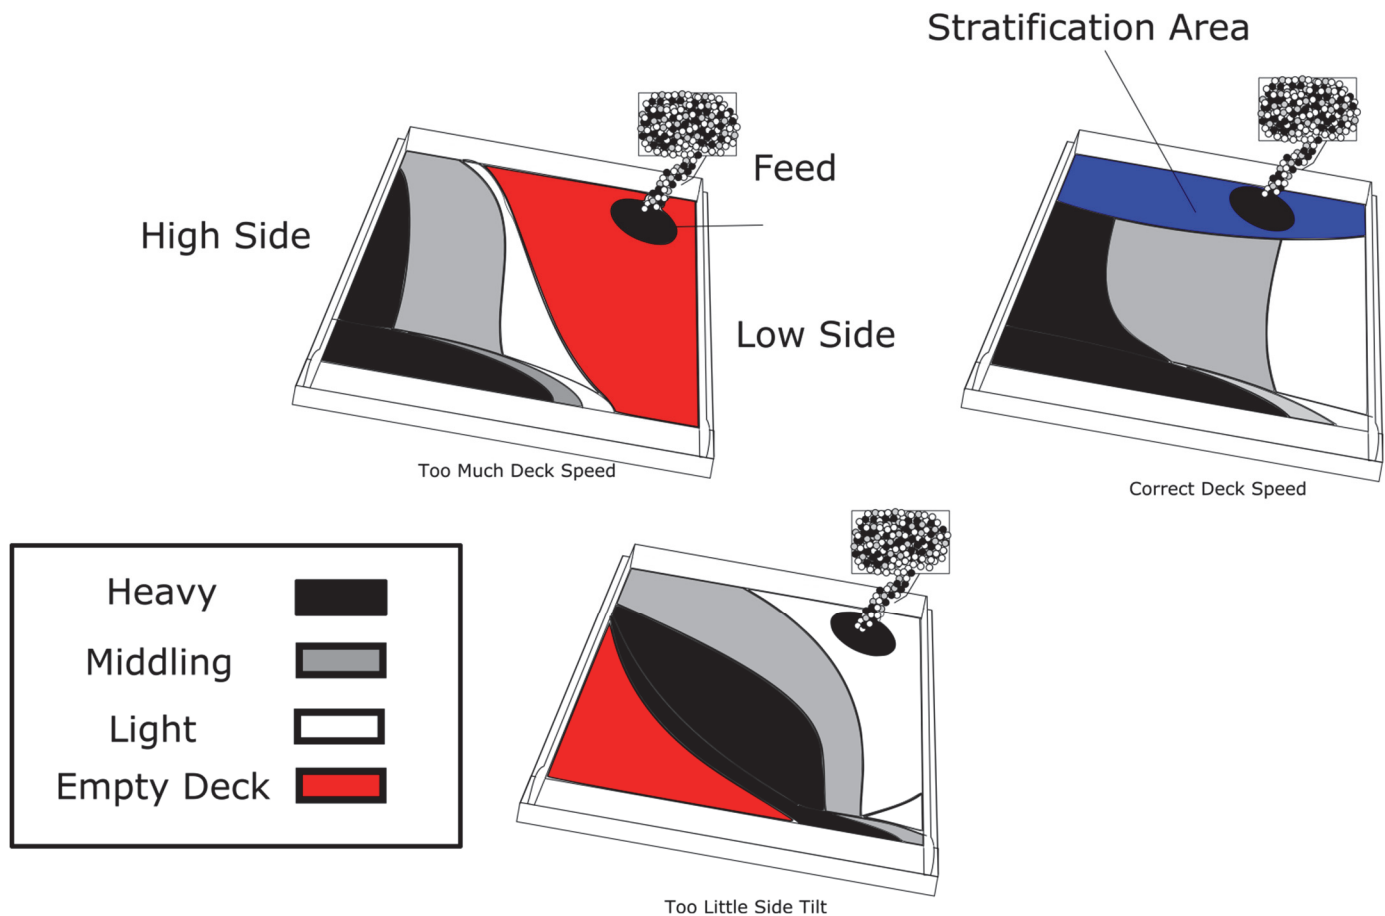 Stratification Area
Feed
High Side
Low Side
Too Much Deck Speed
Correct Deck Speed
Heavy
Middling
Light
Empty Deck
Too Little Side Tilt